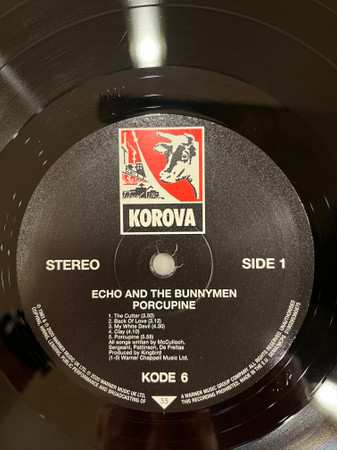 KOROVA
STEREO
SIDE 1
ECHO AND THE BUNNYMEN
PORCUPINE
1. The Cutter (3.50)
2. Back Of Love (3.12)
3. My White Devil (4.30)
4. Clay (4.10)
5. Porcupine (5.55)
All songs written by McCulloch,
Sergeant, Pattinson, De Freitas
Produced by Kingbird
1-5 Warner Chappell Music Ltd.
KODE 6
33
A WARNER MUSIC GROUP COMPANY. ALL RIGHTS